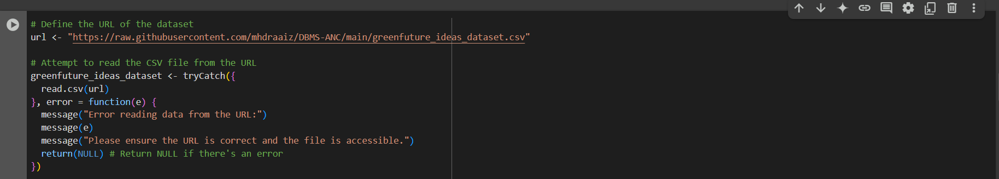 # Define the URL of the dataset
url <- "https://raw.githubusercontent.com/mhdraaiz/DBMS-ANC/main/greenfuture_ideas_dataset.csv"
# Attempt to read the CSV file from the URL
greenfuture_ideas_dataset <- tryCatch({
  read.csv(url)
}, error = function(e) {
  message("Error reading data from the URL:")
  message(e)
  message("Please ensure the URL is correct and the file is accessible.")
  return(NULL) # Return NULL if there's an error
})